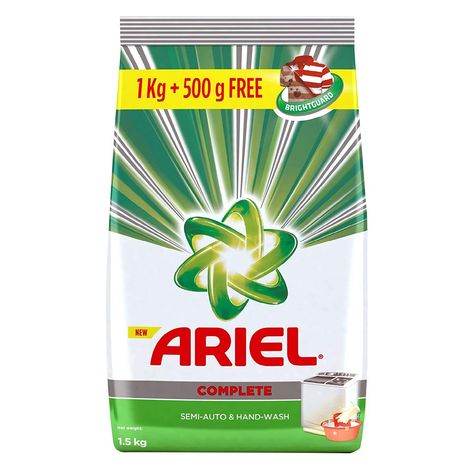 1 Kg + 500 g FREE
BRIGHTGUARD
NEW
ARIEL®
COMPLETE
SEMI-AUTO & HAND-WASH
Net weight:
1.5 kg